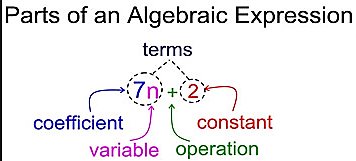 Parts of an Algebraic Expression
terms
7n + 2
coefficient
constant
variable
operation